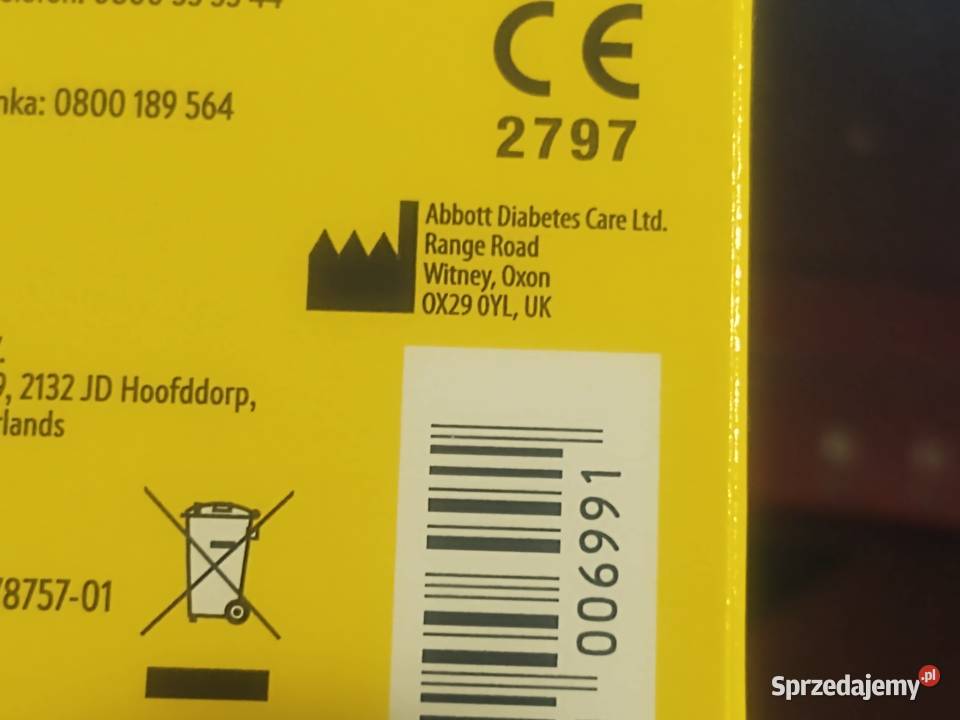 CE
2797
nka: 0800 189 564
Abbott Diabetes Care Ltd.
Range Road
Witney, Oxon
OX29 0YL, UK
9, 2132 JD Hoofddorp,
rlands
78757-01
006991
Sprzedajemy.pl